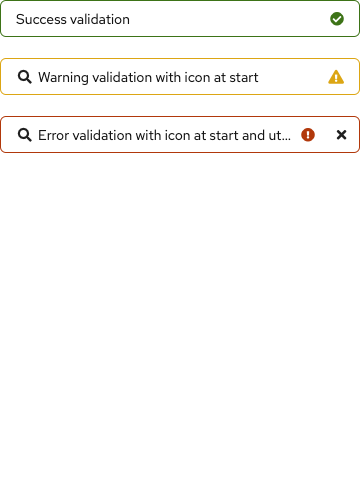 Success validation
Warning validation with icon at start
Error validation with icon at start and ut...